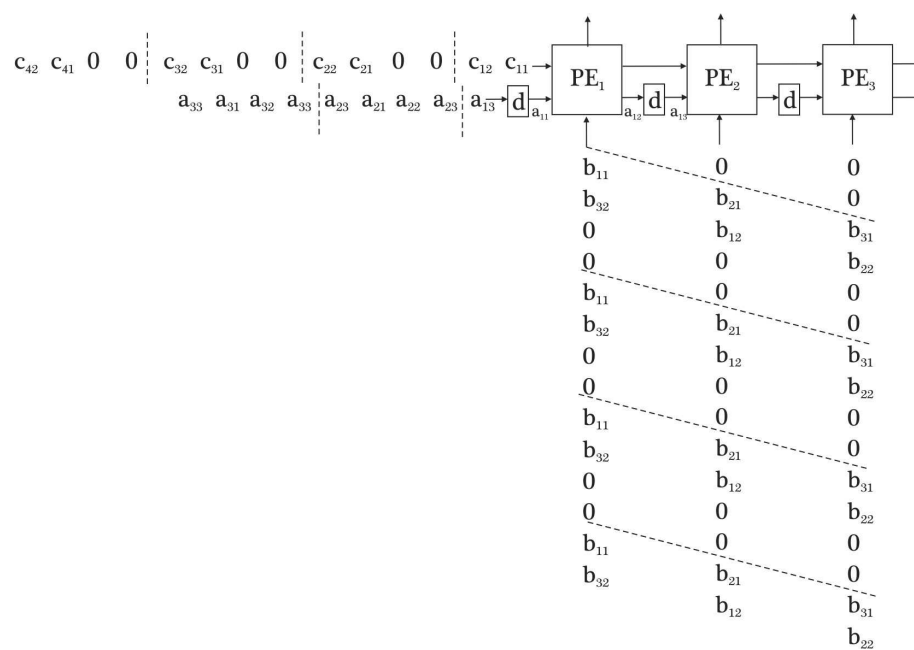 c₄₂ c₄₁ 0 0 c₃₂ c₃₁ 0 0 c₂₂ c₂₁ 0 0 c₁₂ c₁₁ PE₁ PE₂ PE₃
a₃₃ a₃₁ a₃₂ a₃₃ a₂₃ a₂₁ a₂₂ a₂₃ a₁₃ d a₁₁ a₁₂ d a₁₃ d
b₁₁ 0 0
b₃₂ b₂₁ 0
0 b₁₂ b₃₁
0 0 b₂₂
b₁₁ 0 0
b₃₂ b₂₁ 0
0 b₁₂ b₃₁
0 0 b₂₂
b₁₁ 0 0
b₃₂ b₂₁ 0
0 b₁₂ b₃₁
0 0 b₂₂
b₁₁ 0 0
b₃₂ b₂₁ 0
b₁₂ b₃₁
b₂₂